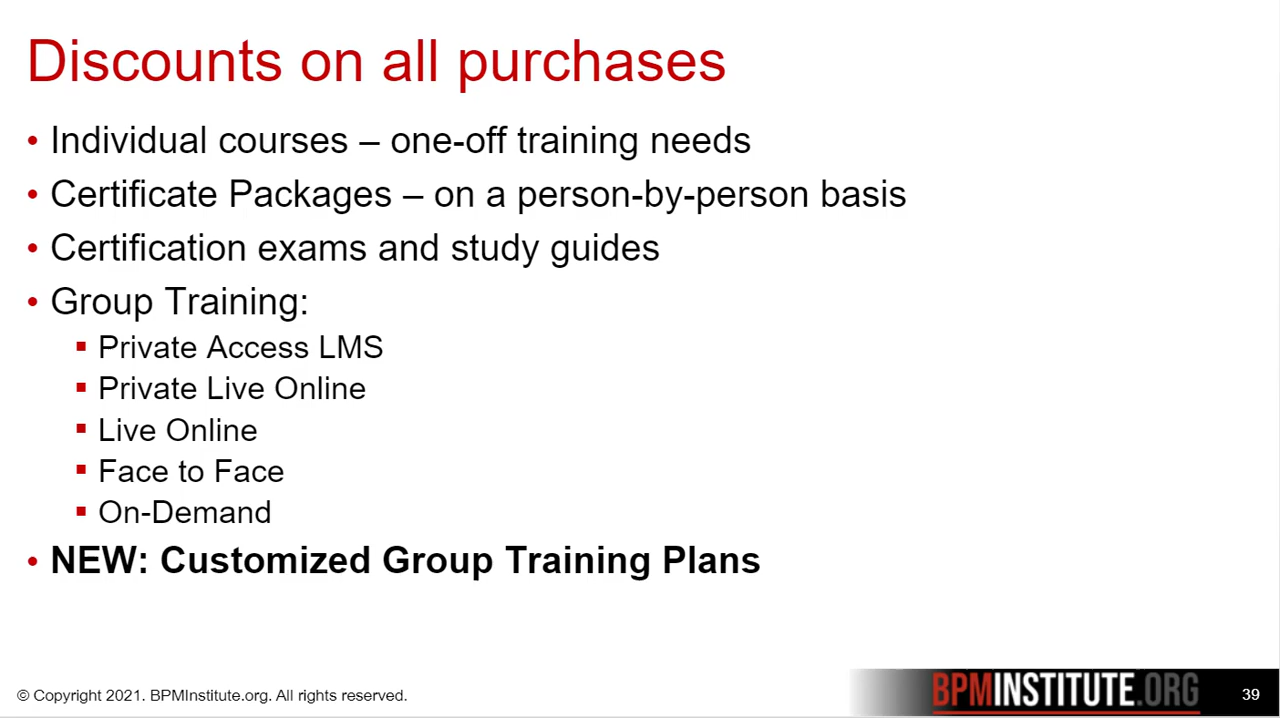 Discounts on all purchases
• Individual courses – one-off training needs
• Certificate Packages – on a person-by-person basis
• Certification exams and study guides
• Group Training:
▪ Private Access LMS
▪ Private Live Online
▪ Live Online
▪ Face to Face
▪ On-Demand
• NEW: Customized Group Training Plans
© Copyright 2021. BPMInstitute.org. All rights reserved.
BPMINSTITUTE.ORG
39